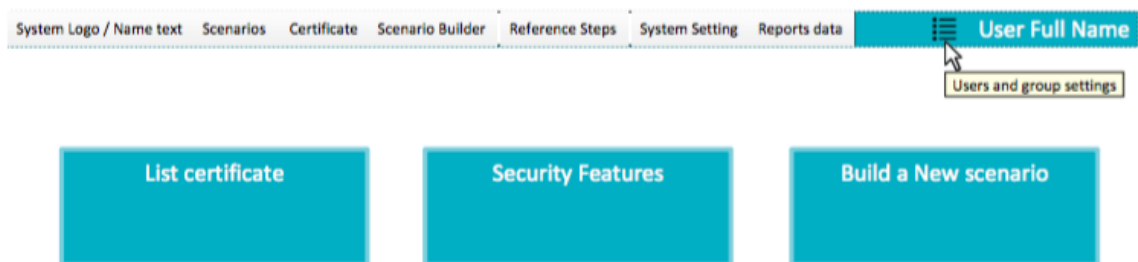 System Logo / Name text Scenarios Certificate Scenario Builder Reference Steps System Setting Reports data User Full Name
Users and group settings
List certificate Security Features Build a New scenario